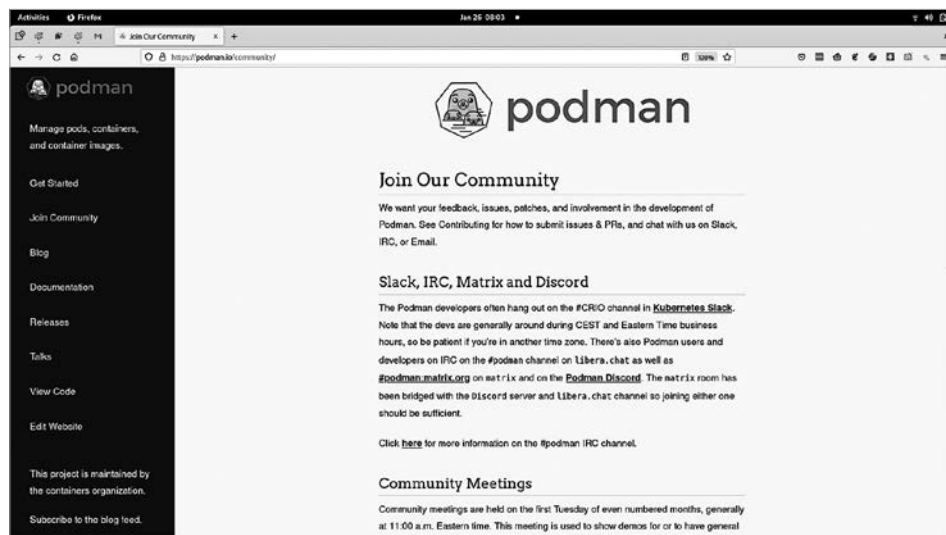 Activities Firefox Jan 26 08:03
Join Our Community x +
https://podman.io/community/ 120%
podman
Manage pods, containers,
and container images.
Get Started
Join Community
Blog
Documentation
Releases
Talks
View Code
Edit Website
This project is maintained by
the containers organization.
Subscribe to the blog feed.
podman
Join Our Community
We want your feedback, issues, patches, and involvement in the development of
Podman. See Contributing for how to submit issues & PRs, and chat with us on Slack,
IRC, or Email.
Slack, IRC, Matrix and Discord
The Podman developers often hang out on the #CRIO channel in Kubernetes Slack.
Note that the devs are generally around during CEST and Eastern Time business
hours, so be patient if you're in another time zone. There's also Podman users and
developers on IRC on the #podman channel on libera.chat as well as
#podman:matrix.org on matrix and on the Podman Discord. The matrix room has
been bridged with the Discord server and libera.chat channel so joining either one
should be sufficient.
Click here for more information on the #podman IRC channel.
Community Meetings
Community meetings are held on the first Tuesday of even numbered months, generally
at 11:00 a.m. Eastern time. This meeting is used to show demos for or to have general